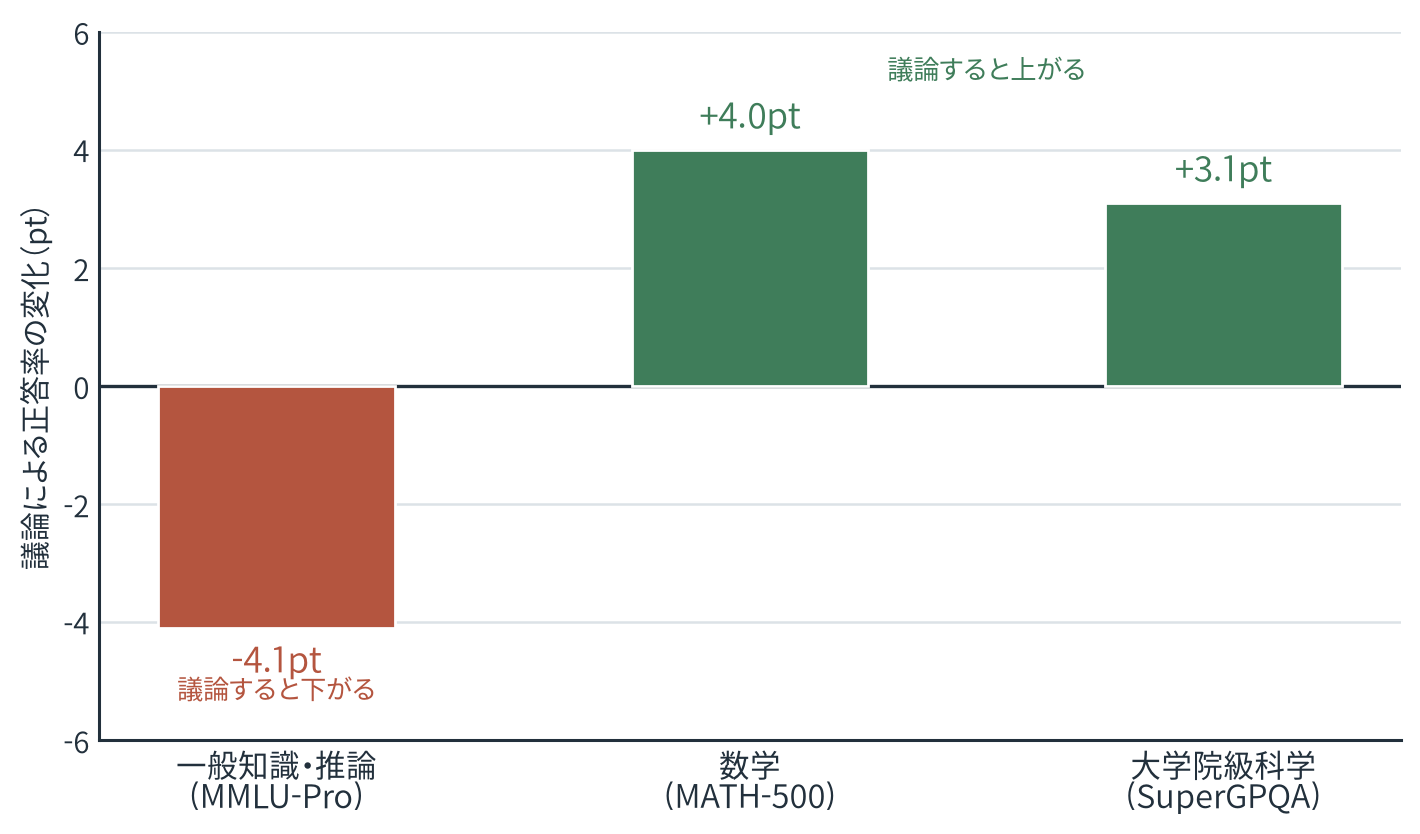 議論による正答率の変化(pt)
6
4
2
0
-2
-4
-6
議論すると上がる
+4.0pt
+3.1pt
-4.1pt
議論すると下がる
一般知識・推論
(MMLU-Pro)
数学
(MATH-500)
大学院級科学
(SuperGPQA)